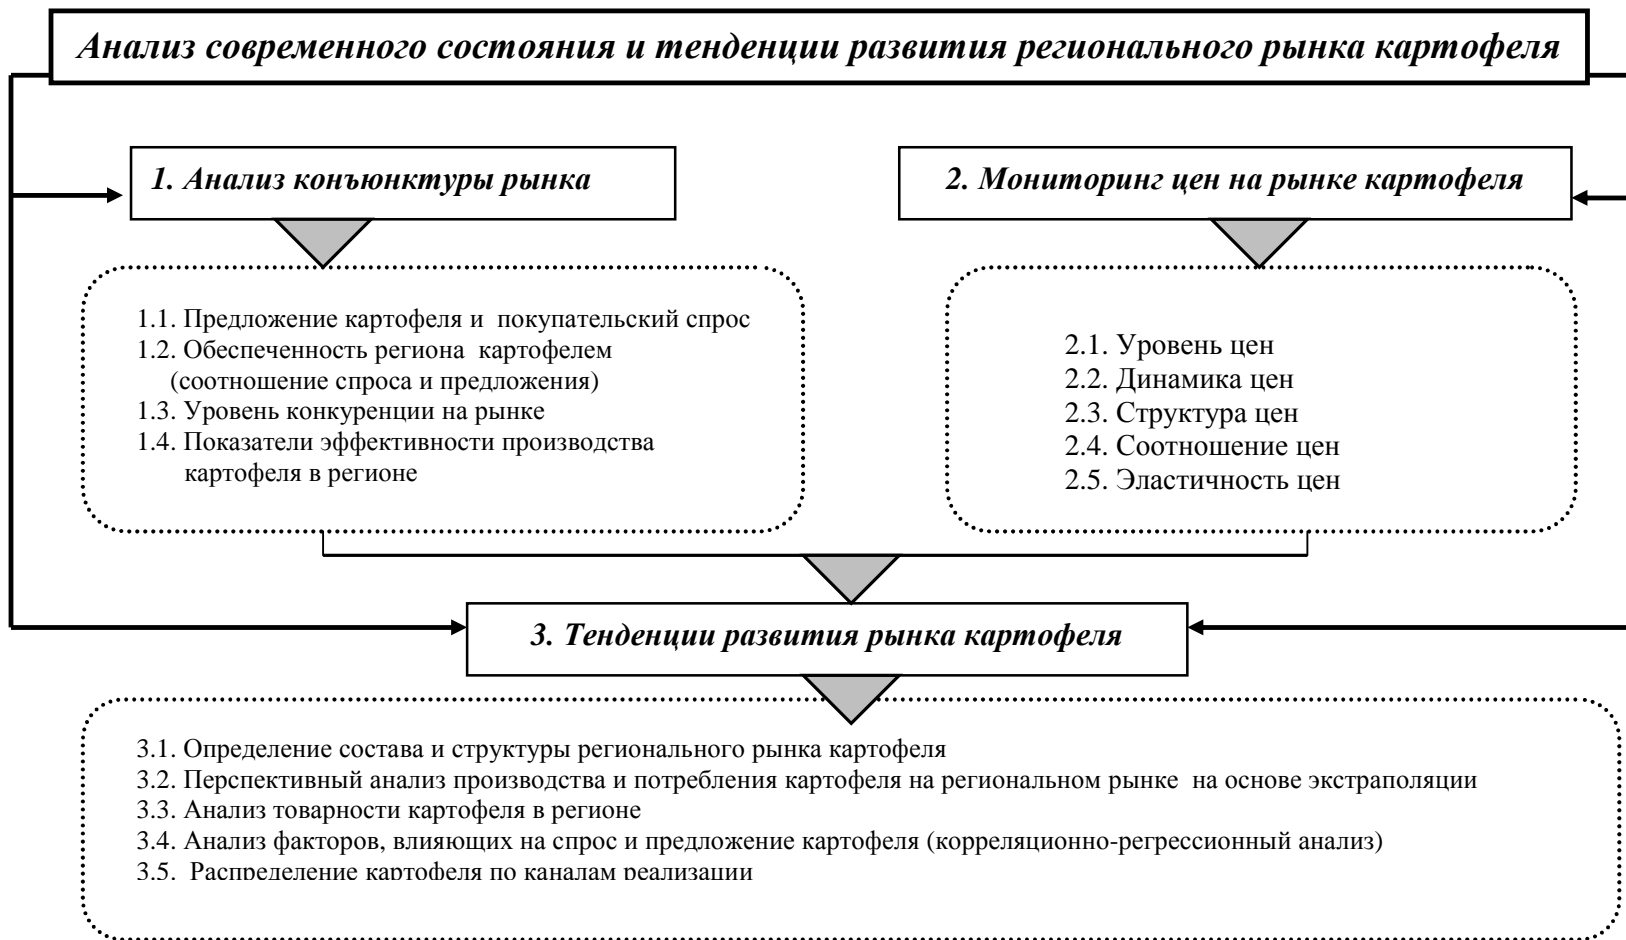 Анализ современного состояния и тенденции развития регионального рынка картофеля
1. Анализ конъюнктуры рынка
2. Мониторинг цен на рынке картофеля
1.1. Предложение картофеля и покупательский спрос
1.2. Обеспеченность региона картофелем
(соотношение спроса и предложения)
1.3. Уровень конкуренции на рынке
1.4. Показатели эффективности производства
картофеля в регионе
2.1. Уровень цен
2.2. Динамика цен
2.3. Структура цен
2.4. Соотношение цен
2.5. Эластичность цен
3. Тенденции развития рынка картофеля
3.1. Определение состава и структуры регионального рынка картофеля
3.2. Перспективный анализ производства и потребления картофеля на региональном рынке на основе экстраполяции
3.3. Анализ товарности картофеля в регионе
3.4. Анализ факторов, влияющих на спрос и предложение картофеля (корреляционно-регрессионный анализ)
3.5. Распределение картофеля по каналам реализации